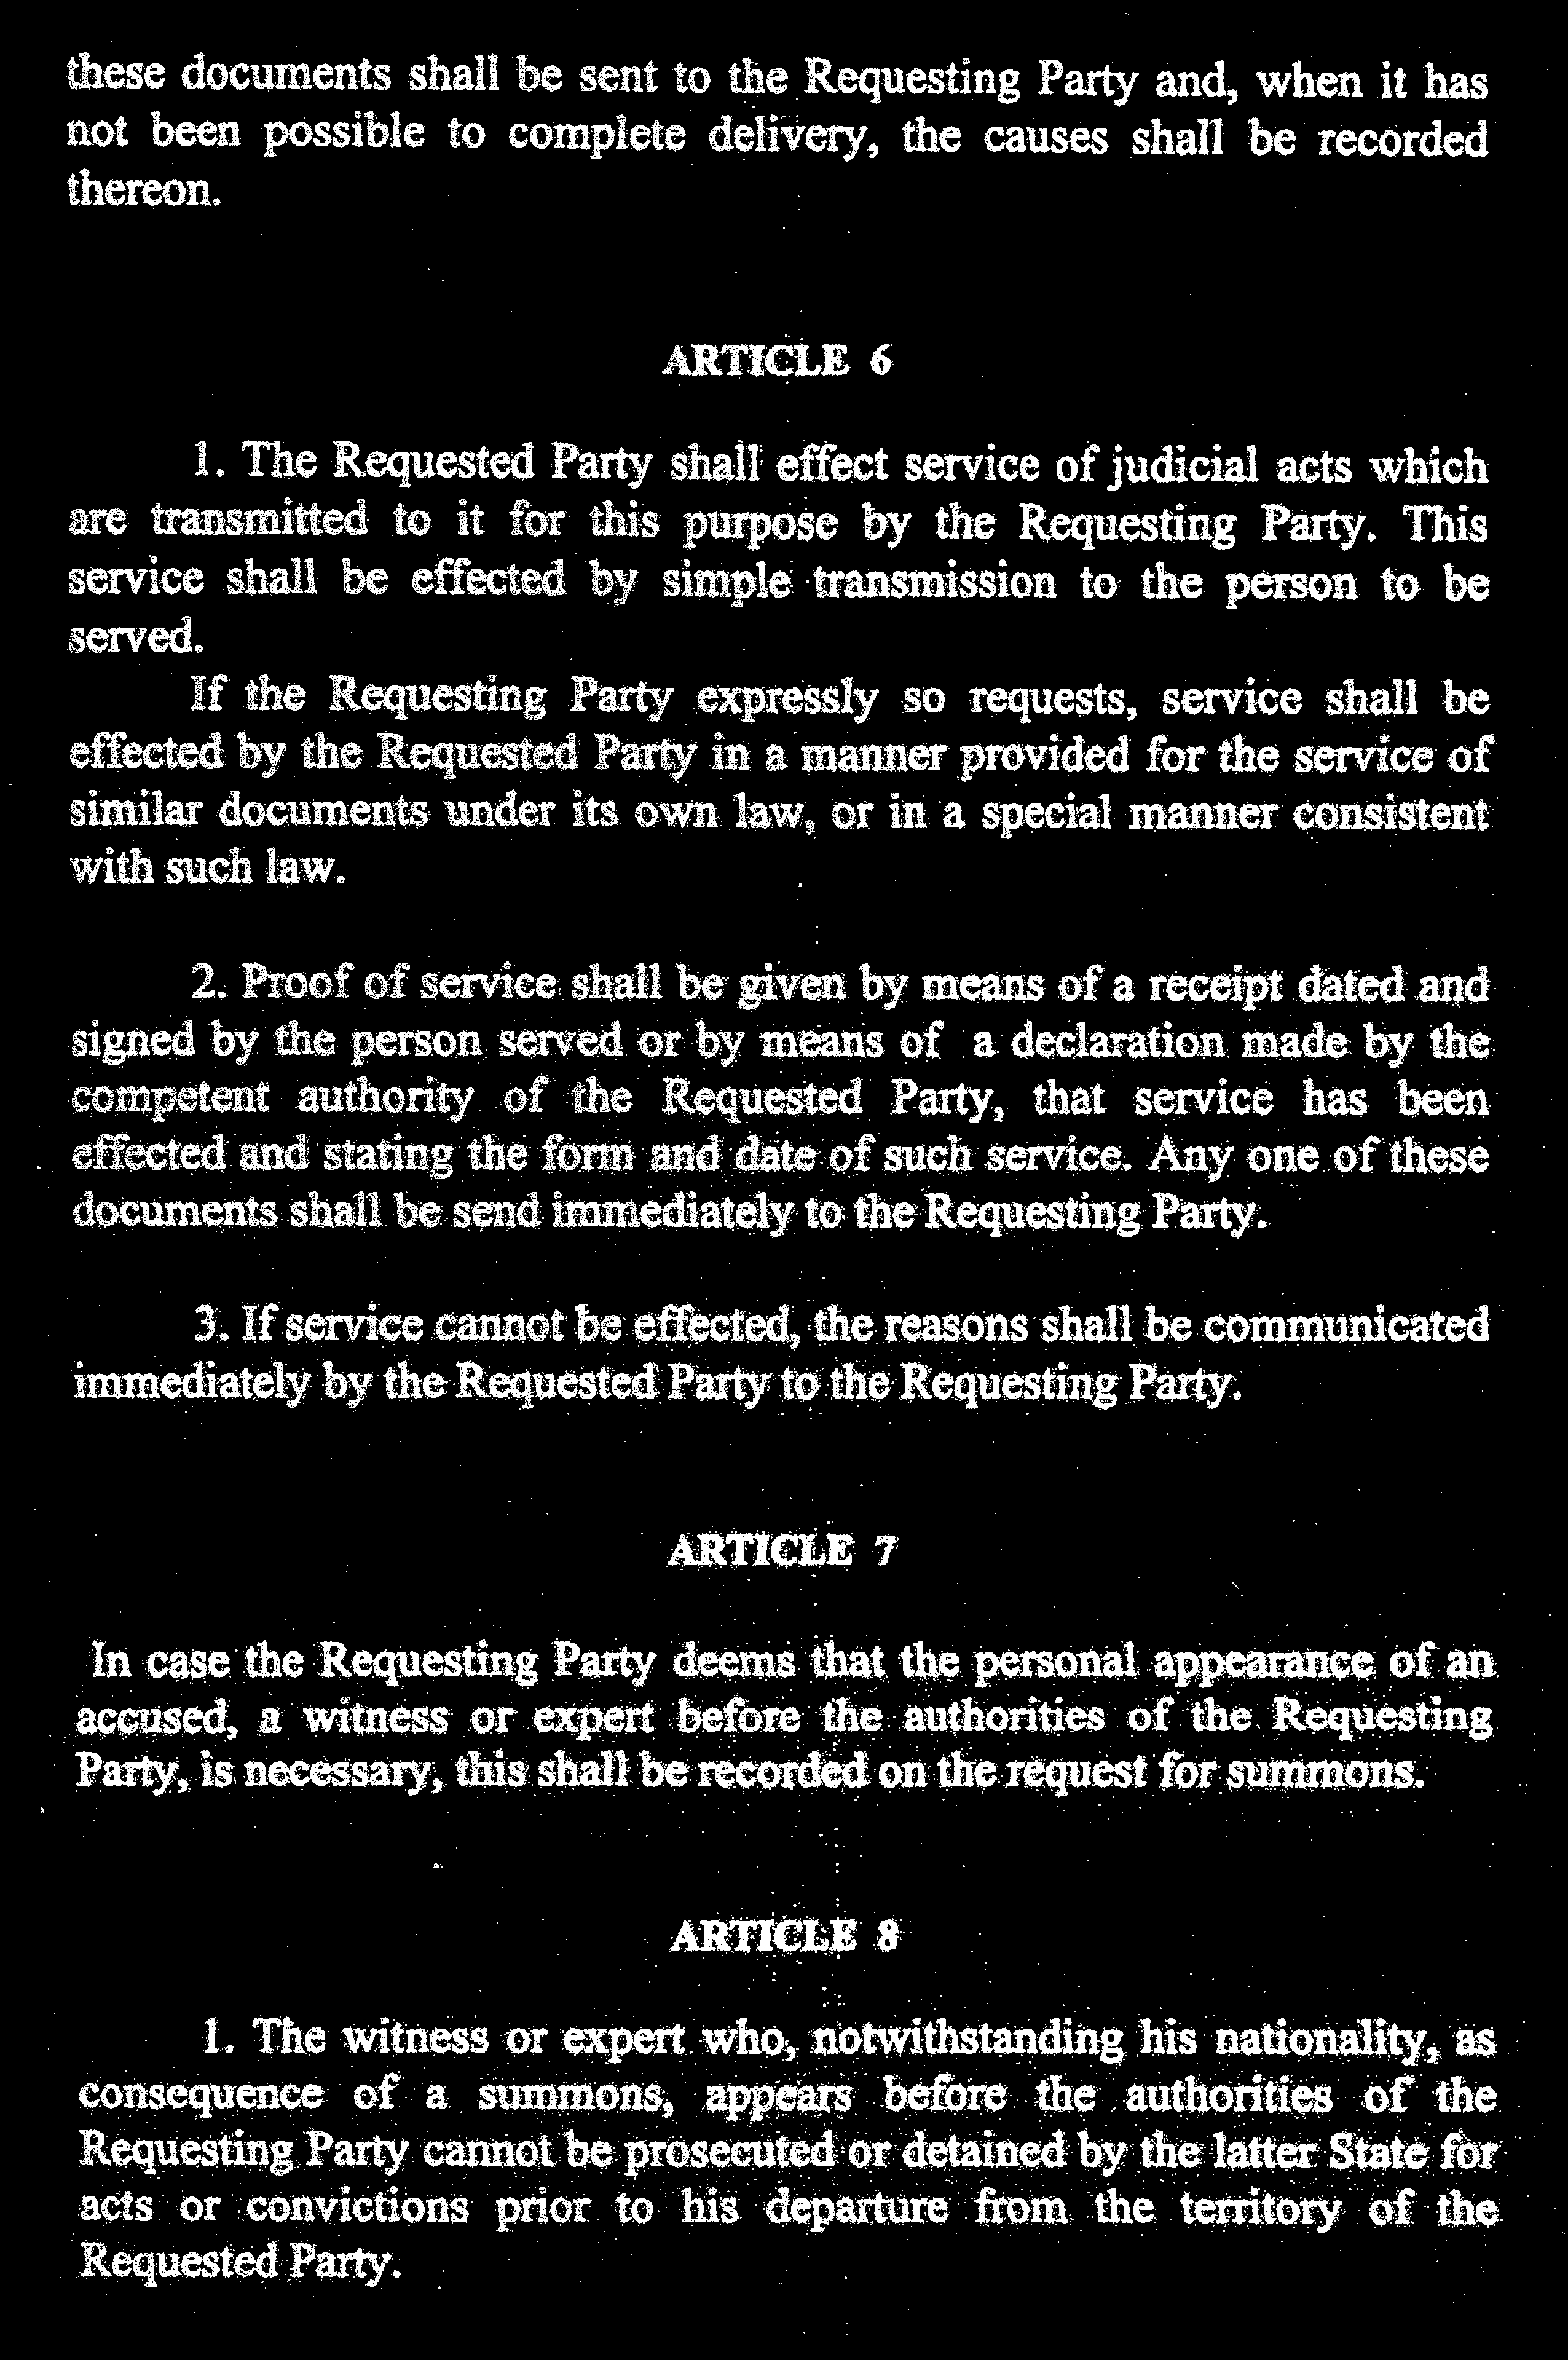 these documents shall be sent to the Requesting Party and, when it has
not been possible to complete delivery, the causes shall be recorded
thereon.
ARTICLE 6
1. The Requested Party shall effect service of judicial acts which
are transmitted to it for this purpose by the Requesting Party. This
service shall be effected by simple transmission to the person to be
served.
If the Requesting Party expressly so requests, service shall be
effected by the Requested Party in a manner provided for the service of
similar documents under its own law, or in a special manner consistent
with such law.
2. Proof of service shall be given by means of a receipt dated and
signed by the person served or by means of a declaration made by the
competent authority of the Requested Party, that service has been
effected and stating the form and date of such service. Any one of these
documents shall be send immediately to the Requesting Party.
3. If service cannot be effected, the reasons shall be communicated
immediately by the Requested Party to the Requesting Party.
ARTICLE 7
In case the Requesting Party deems that the personal appearance of an
accused, a witness or expert before the authorities of the Requesting
Party, is necessary, this shall be recorded on the request for summons.
ARTICLE 8
1. The witness or expert who, notwithstanding his nationality, as
consequence of a summons, appears before the authorities of the
Requesting Party cannot be prosecuted or detained by the latter State for
acts or convictions prior to his departure from the territory of the
Requested Party.